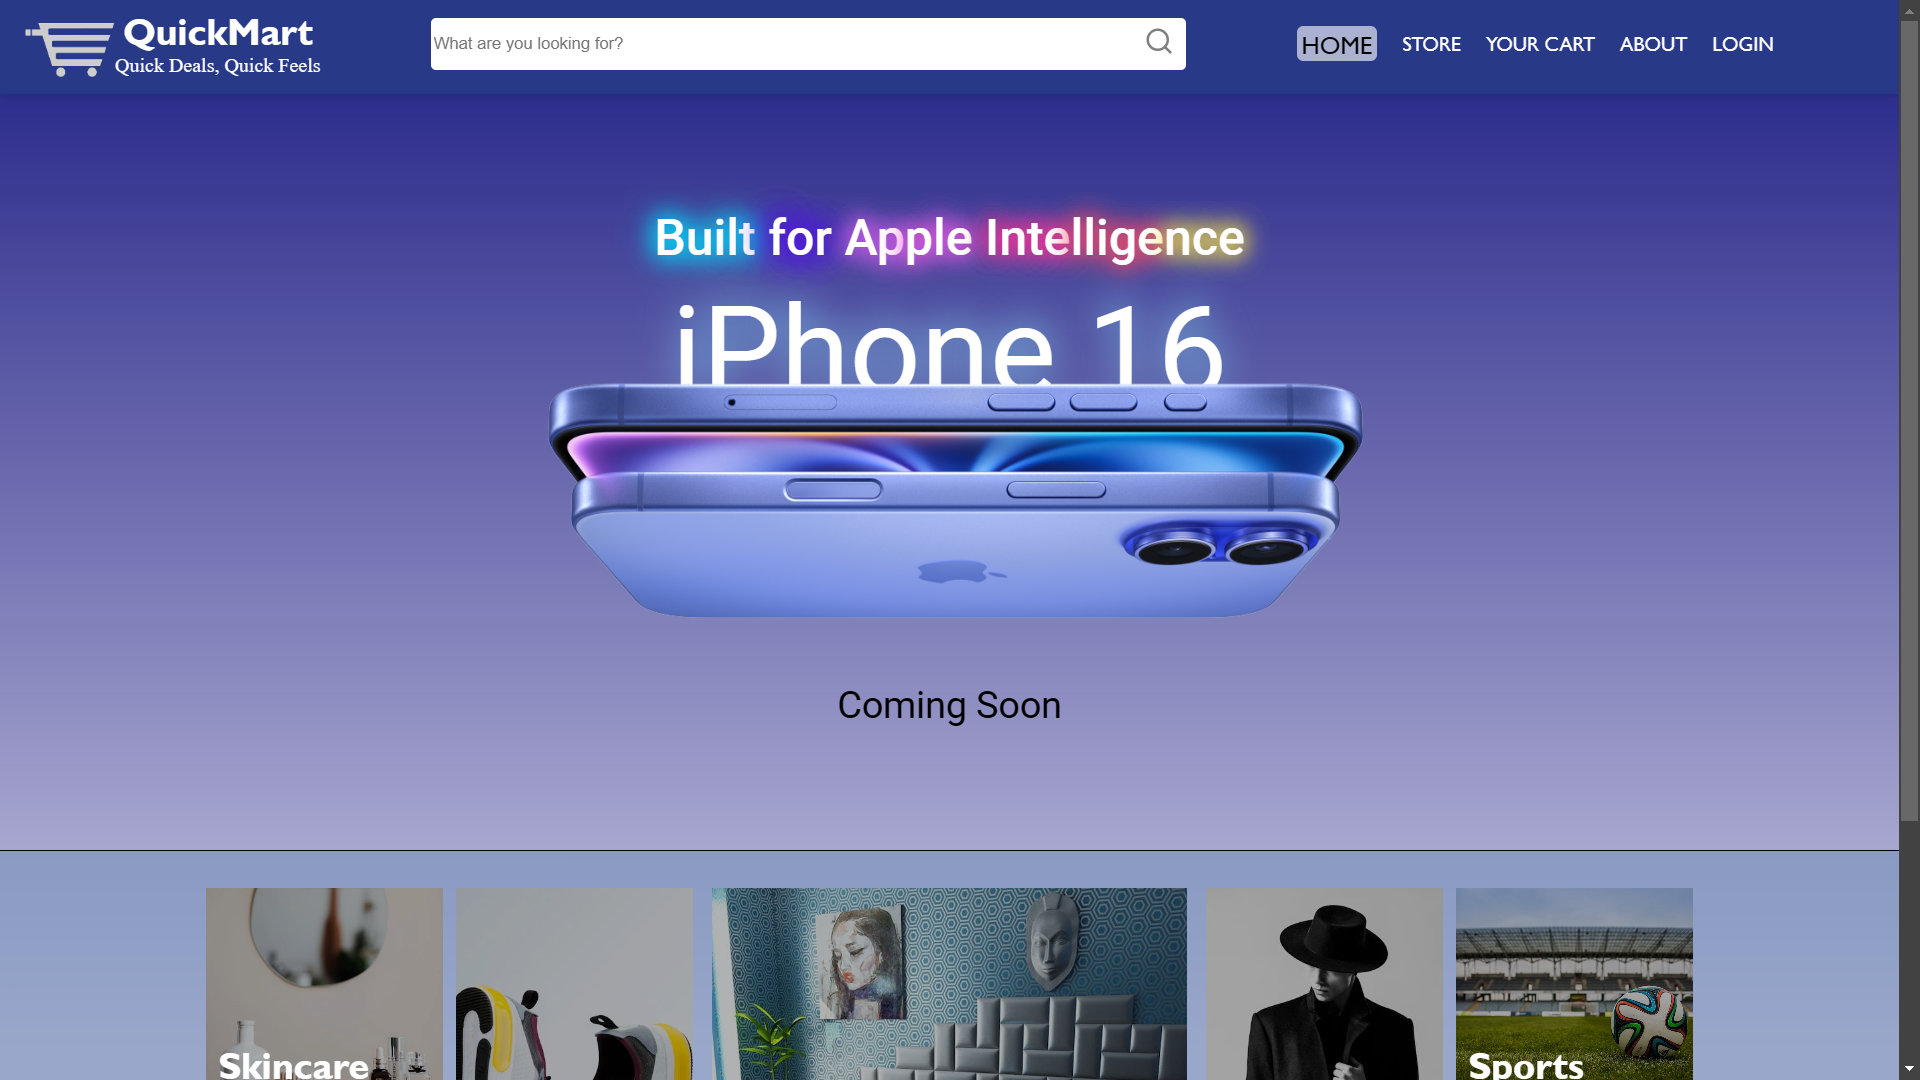 QuickMart
Quick Deals, Quick Feels
What are you looking for?
HOME
STORE
YOUR CART
ABOUT
LOGIN
Built for Apple Intelligence
iPhone 16
Coming Soon
Skincare
Sports